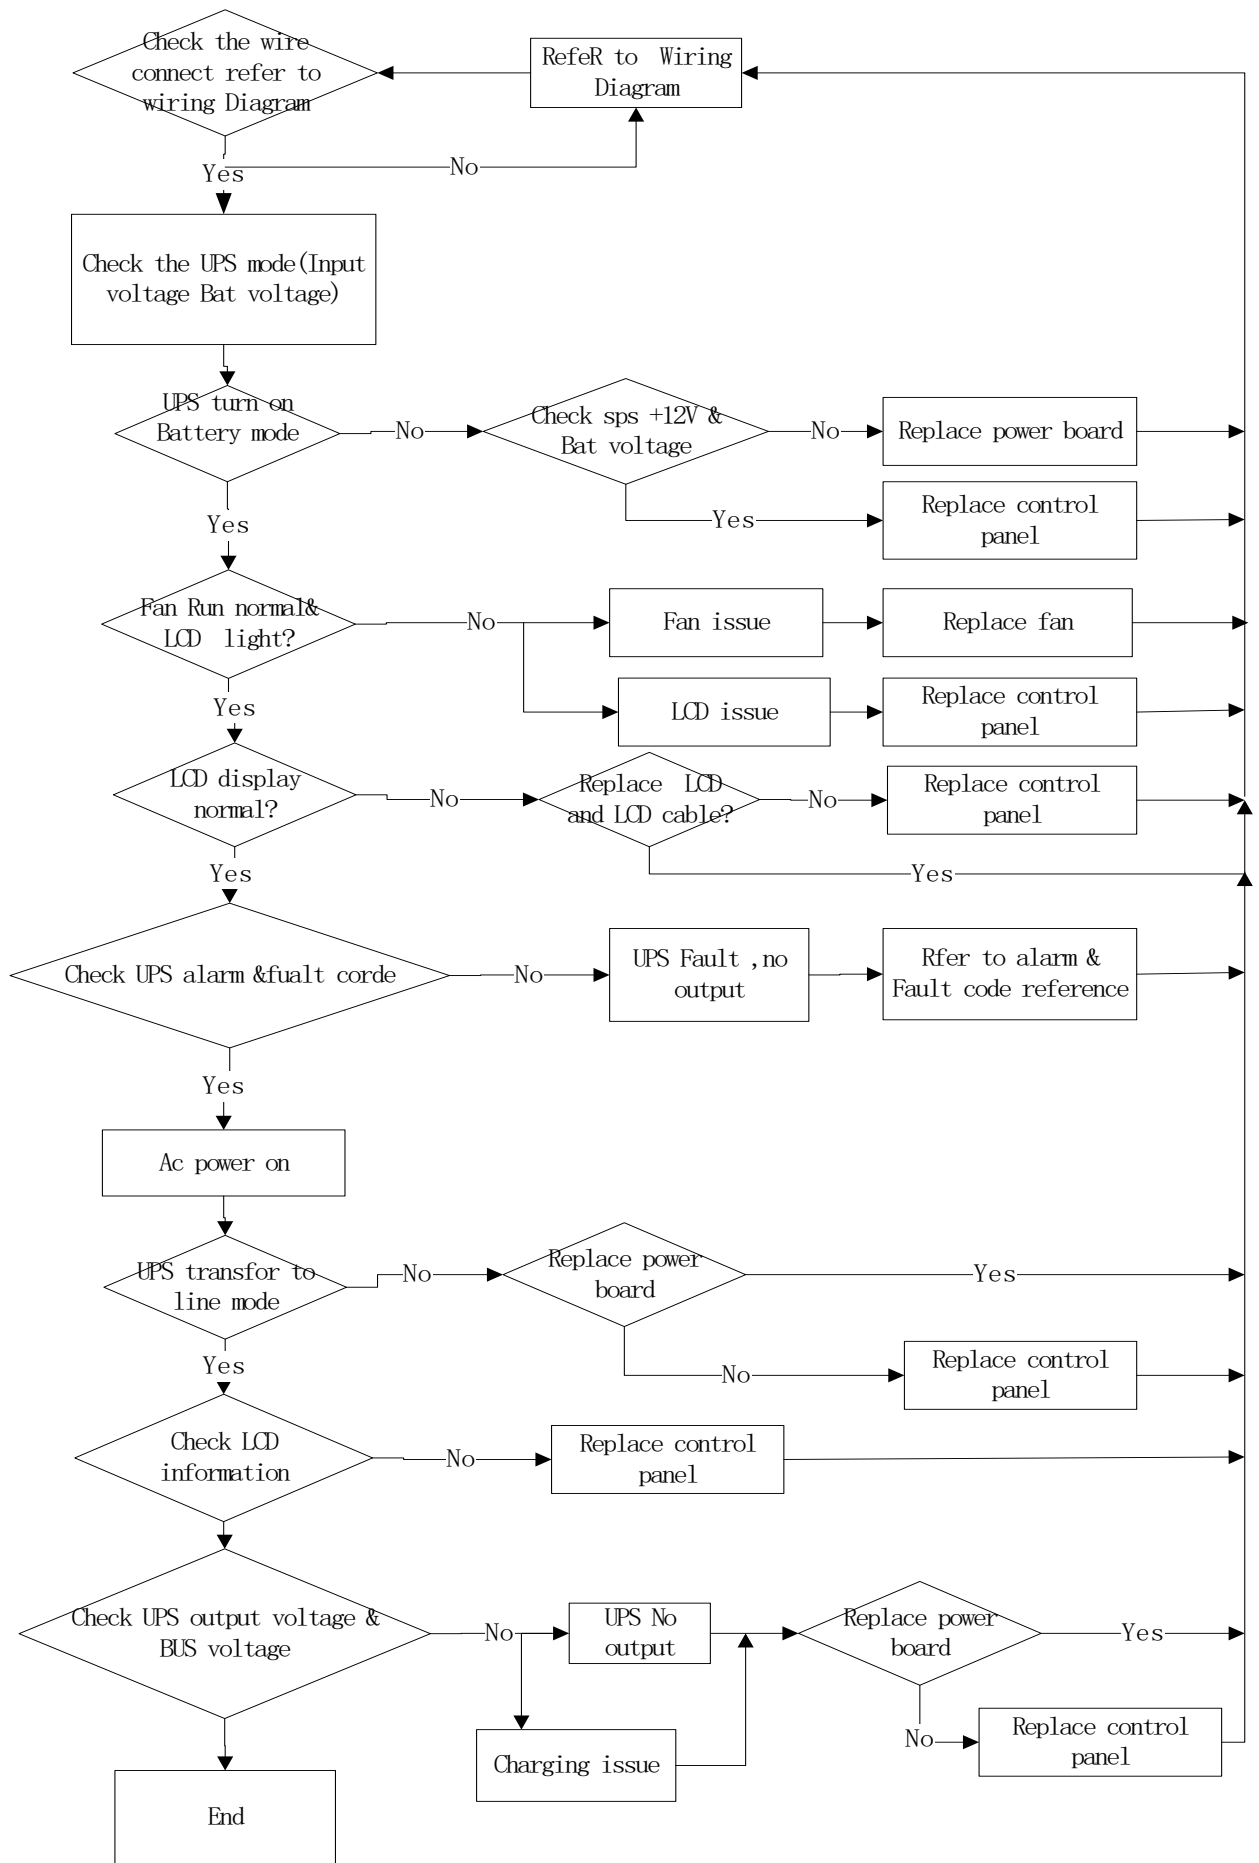 Check the wire
connect refer to
wiring Diagram
RefeR to Wiring
Diagram
Yes
No
Check the UPS mode(Input
voltage Bat voltage)
UPS turn on
Battery mode
No
Check sps +12V &
Bat voltage
No
Replace power board
Yes
Replace control
panel
Yes
Fan Run normal&
LCD light?
No
Fan issue
Replace fan
LCD issue
Replace control
panel
Yes
LCD display
normal?
No
Replace LCD
and LCD cable?
No
Replace control
panel
Yes
Yes
Check UPS alarm &fualt corde
No
UPS Fault ,no
output
Rfer to alarm &
Fault code reference
Yes
Ac power on
UPS transfor to
line mode
No
Replace power
board
Yes
No
Replace control
panel
Yes
Check LCD
information
No
Replace control
panel
Check UPS output voltage &
BUS voltage
No
UPS No
output
Replace power
board
Yes
Charging issue
No
Replace control
panel
End